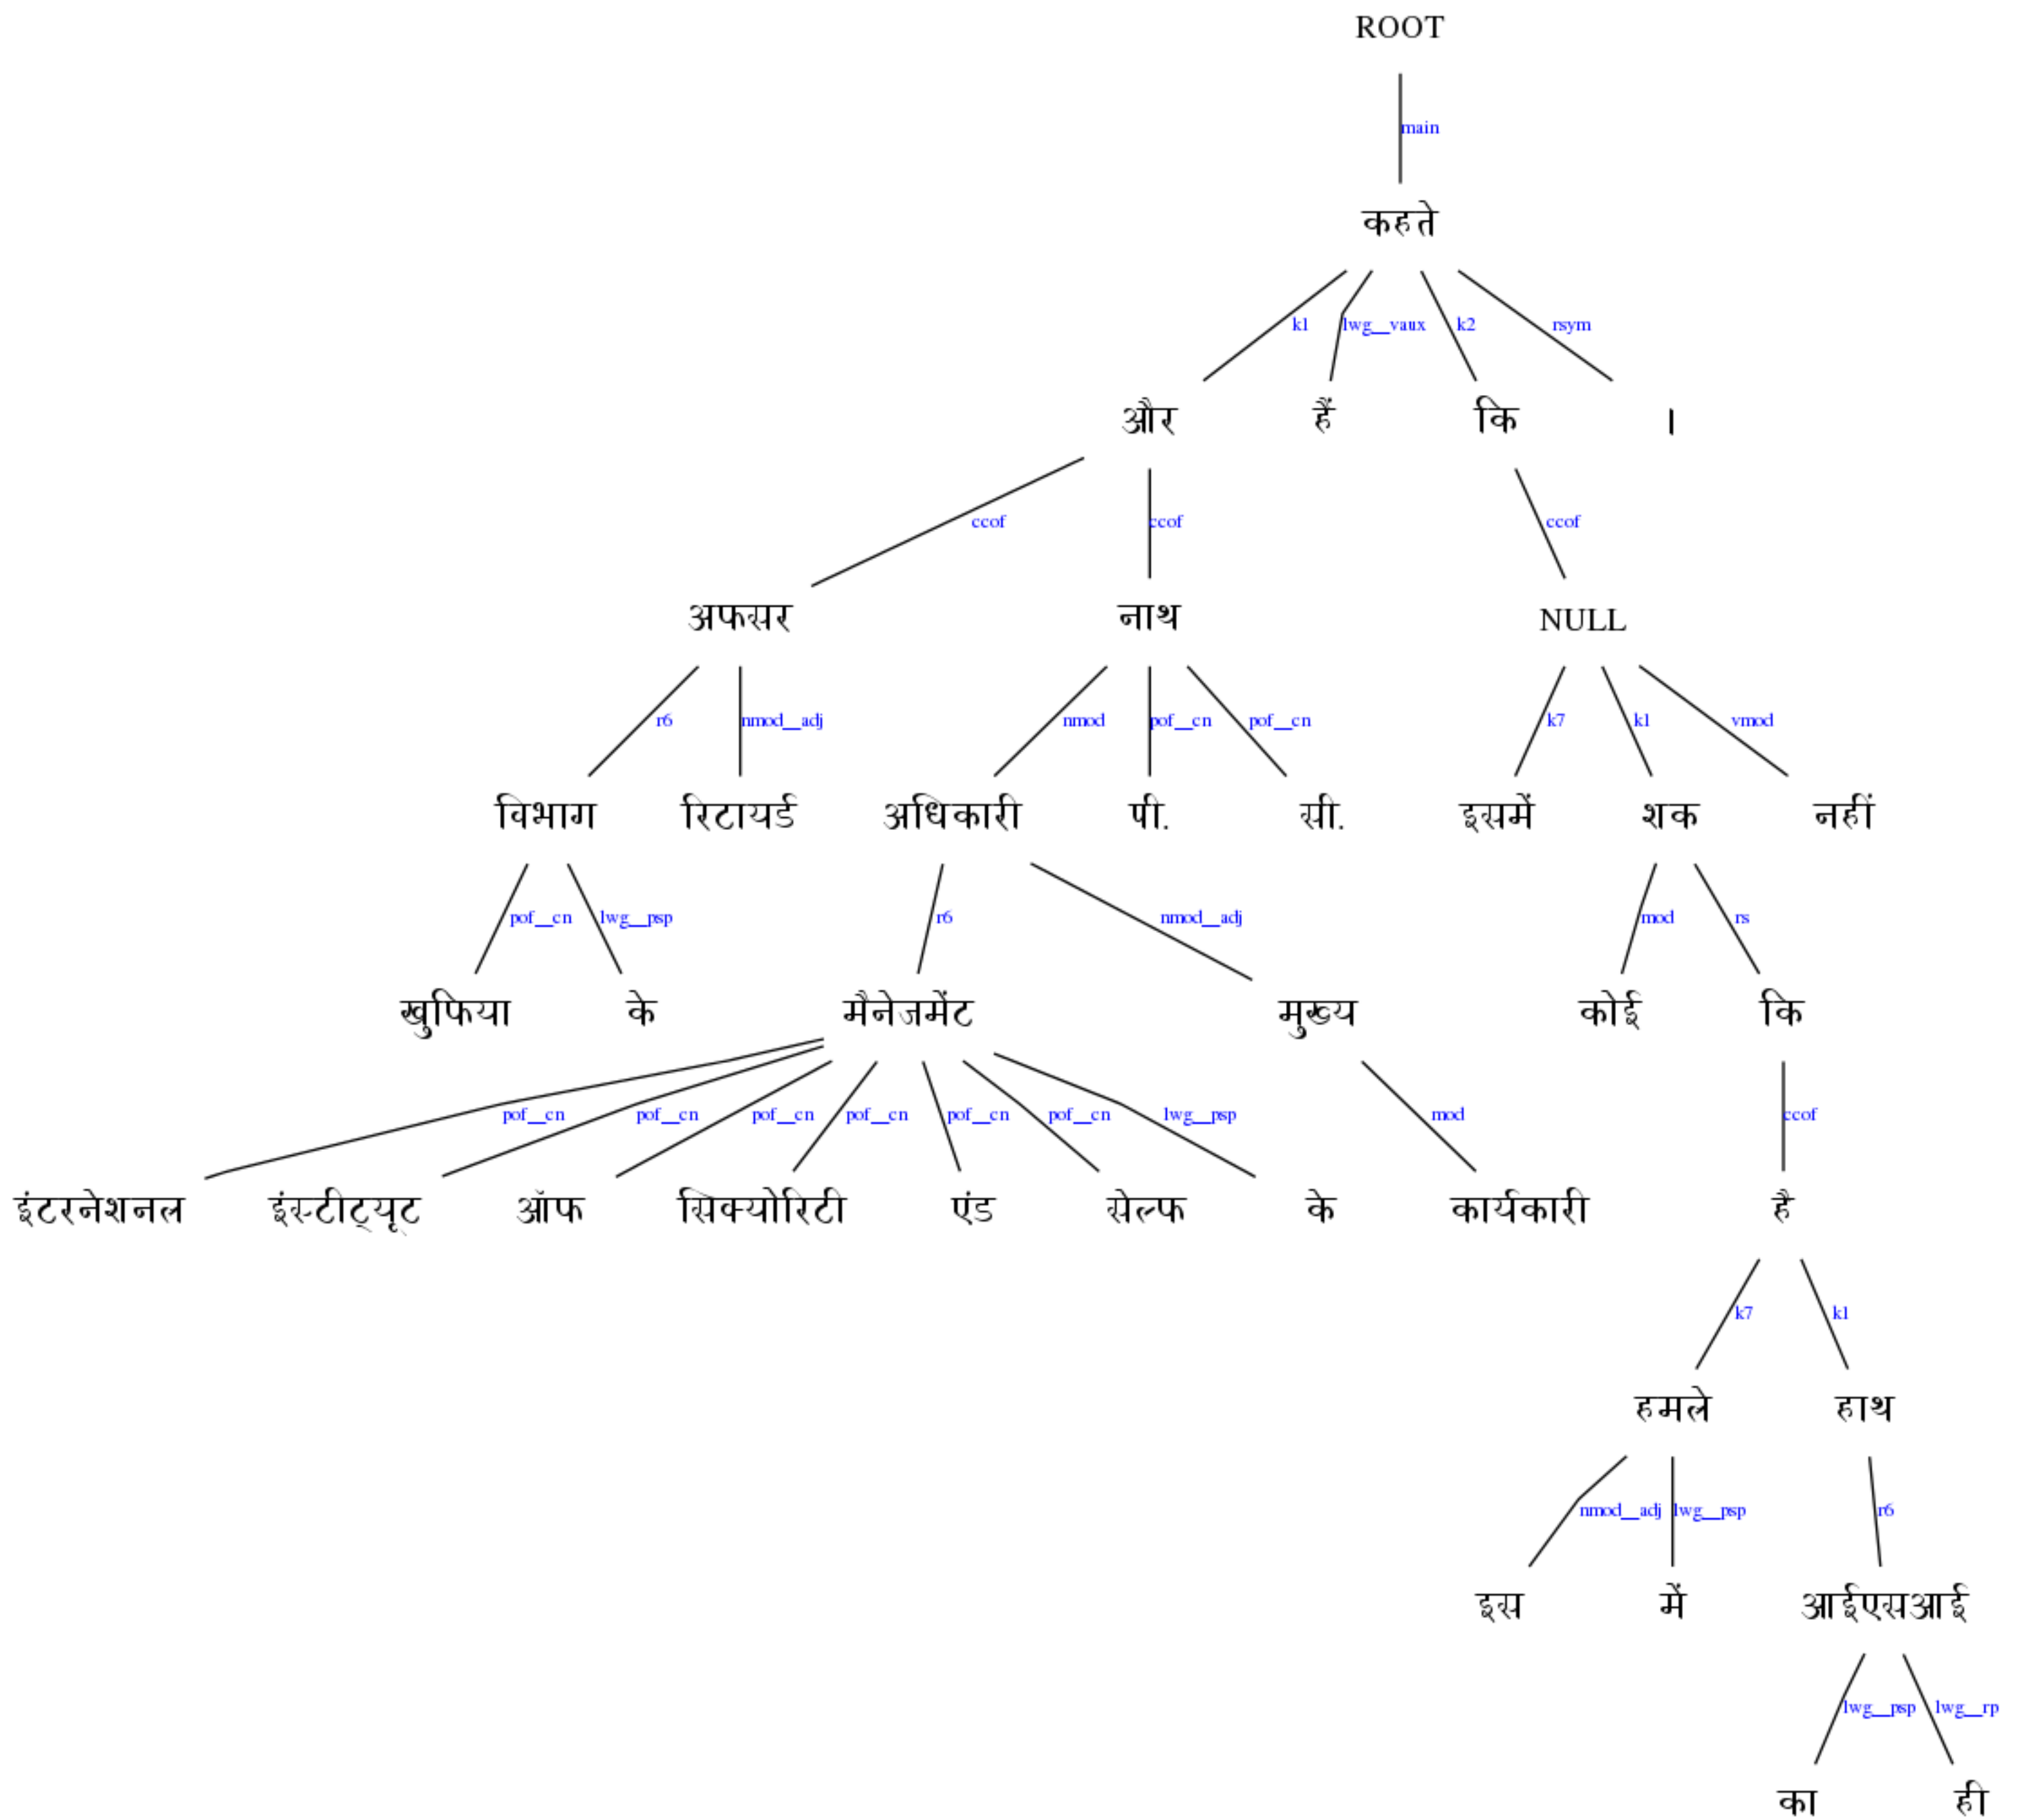 ROOT
main
कहते
k1 lwg__vaux k2 rsym
और हैं कि ।
ccof ccof ccof
अफसर नाथ NULL
r6 nmod__adj nmod pof__cn pof__cn k7 k1 vmod
विभाग रिटायर्ड अधिकारी पी. सी. इसमें शक नहीं
pof__cn lwg__psp r6 nmod__adj mod rs
खुफिया के मैनेजमेंट मुख्य कोई कि
pof__cn pof__cn pof__cn pof__cn pof__cn pof__cn lwg__psp mod ccof
इंटरनेशनल इंस्टीट्यूट ऑफ सिक्योरिटी एंड सेल्फ के कार्यकारी है
k7 k1
हमले हाथ
nmod__adj lwg__psp r6
इस में आईएसआई
lwg__psp lwg__rp
का ही